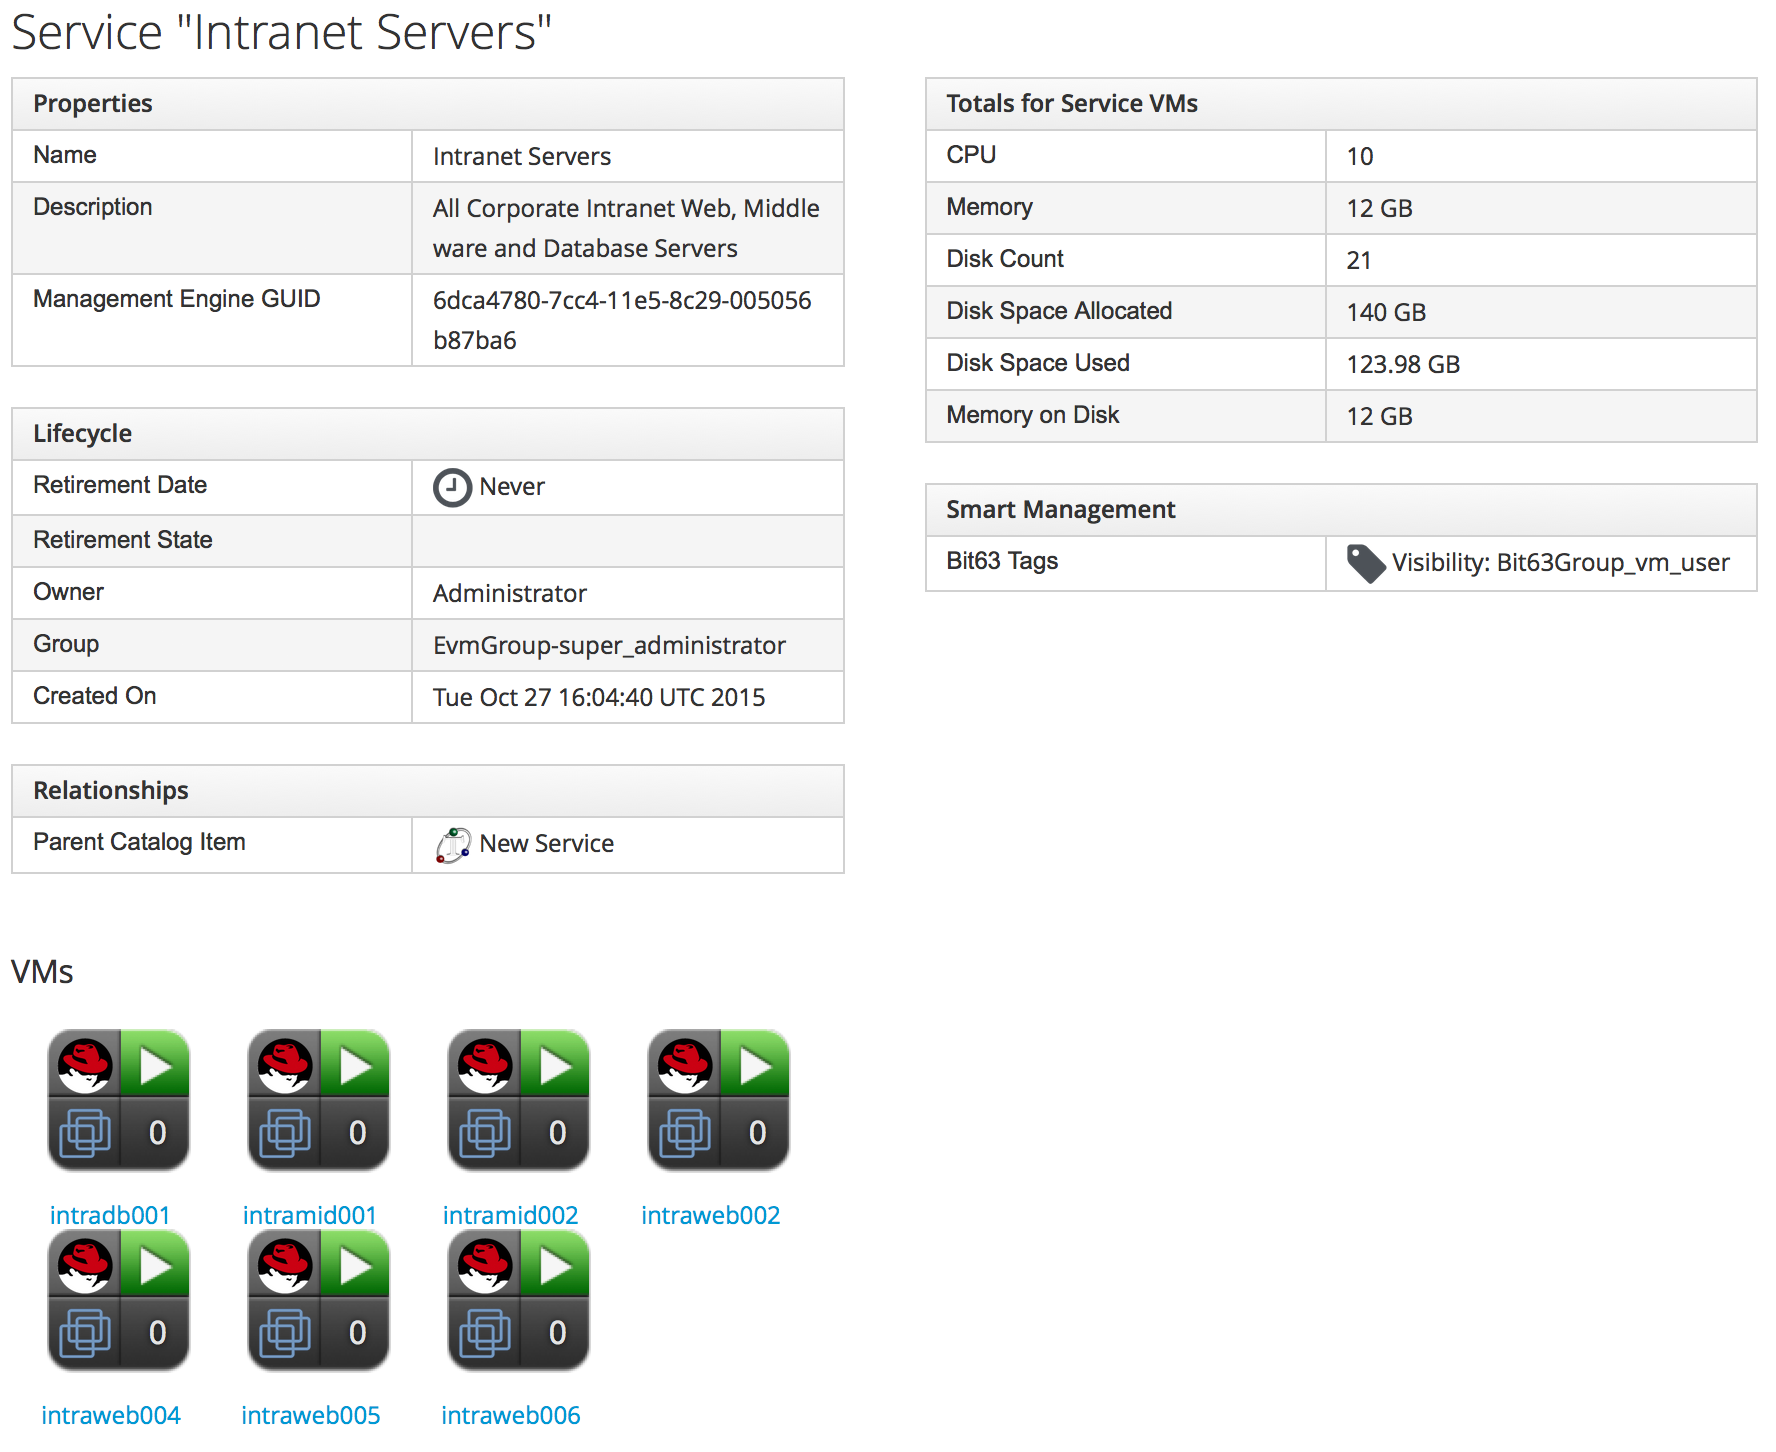 Service "Intranet Servers"
Properties
Name Intranet Servers
Description All Corporate Intranet Web, Middle
ware and Database Servers
Management Engine GUID 6dca4780-7cc4-11e5-8c29-005056
b87ba6
Lifecycle
Retirement Date Never
Retirement State
Owner Administrator
Group EvmGroup-super_administrator
Created On Tue Oct 27 16:04:40 UTC 2015
Relationships
Parent Catalog Item New Service
Totals for Service VMs
CPU 10
Memory 12 GB
Disk Count 21
Disk Space Allocated 140 GB
Disk Space Used 123.98 GB
Memory on Disk 12 GB
Smart Management
Bit63 Tags Visibility: Bit63Group_vm_user
VMs
0 0 0 0
intradb001 intramid001 intramid002 intraweb002
0 0 0
intraweb004 intraweb005 intraweb006